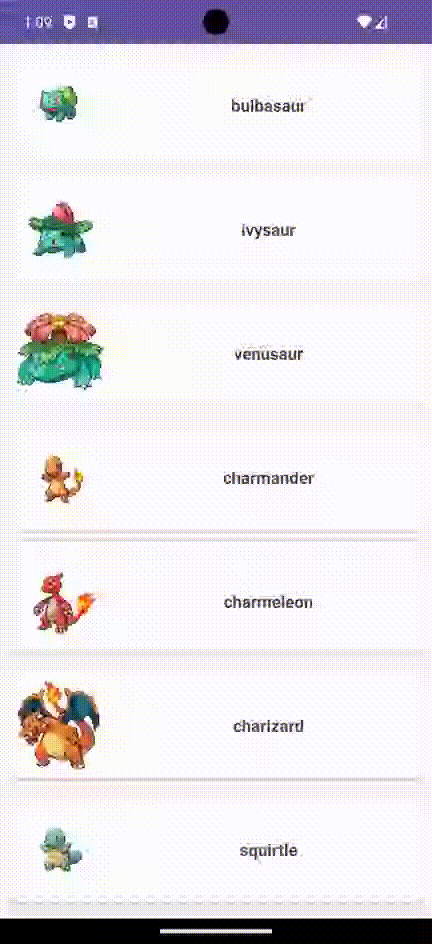 1:09
bulbasaur
ivysaur
venusaur
charmander
charmeleon
charizard
squirtle